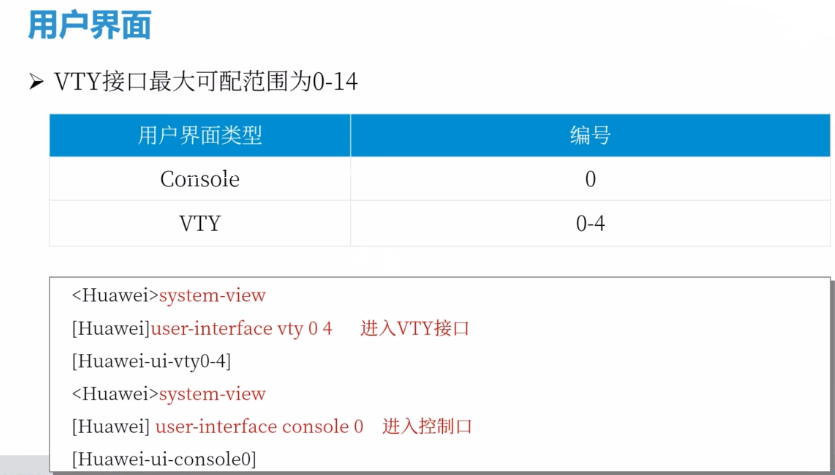 用户界面
➢ VTY接口最大可配范围为0-14
用户界面类型 编号
Console 0
VTY 0-4
<Huawei>system-view
[Huawei]user-interface vty 0 4 进入VTY接口
[Huawei-ui-vty0-4]
<Huawei>system-view
[Huawei] user-interface console 0 进入控制口
[Huawei-ui-console0]